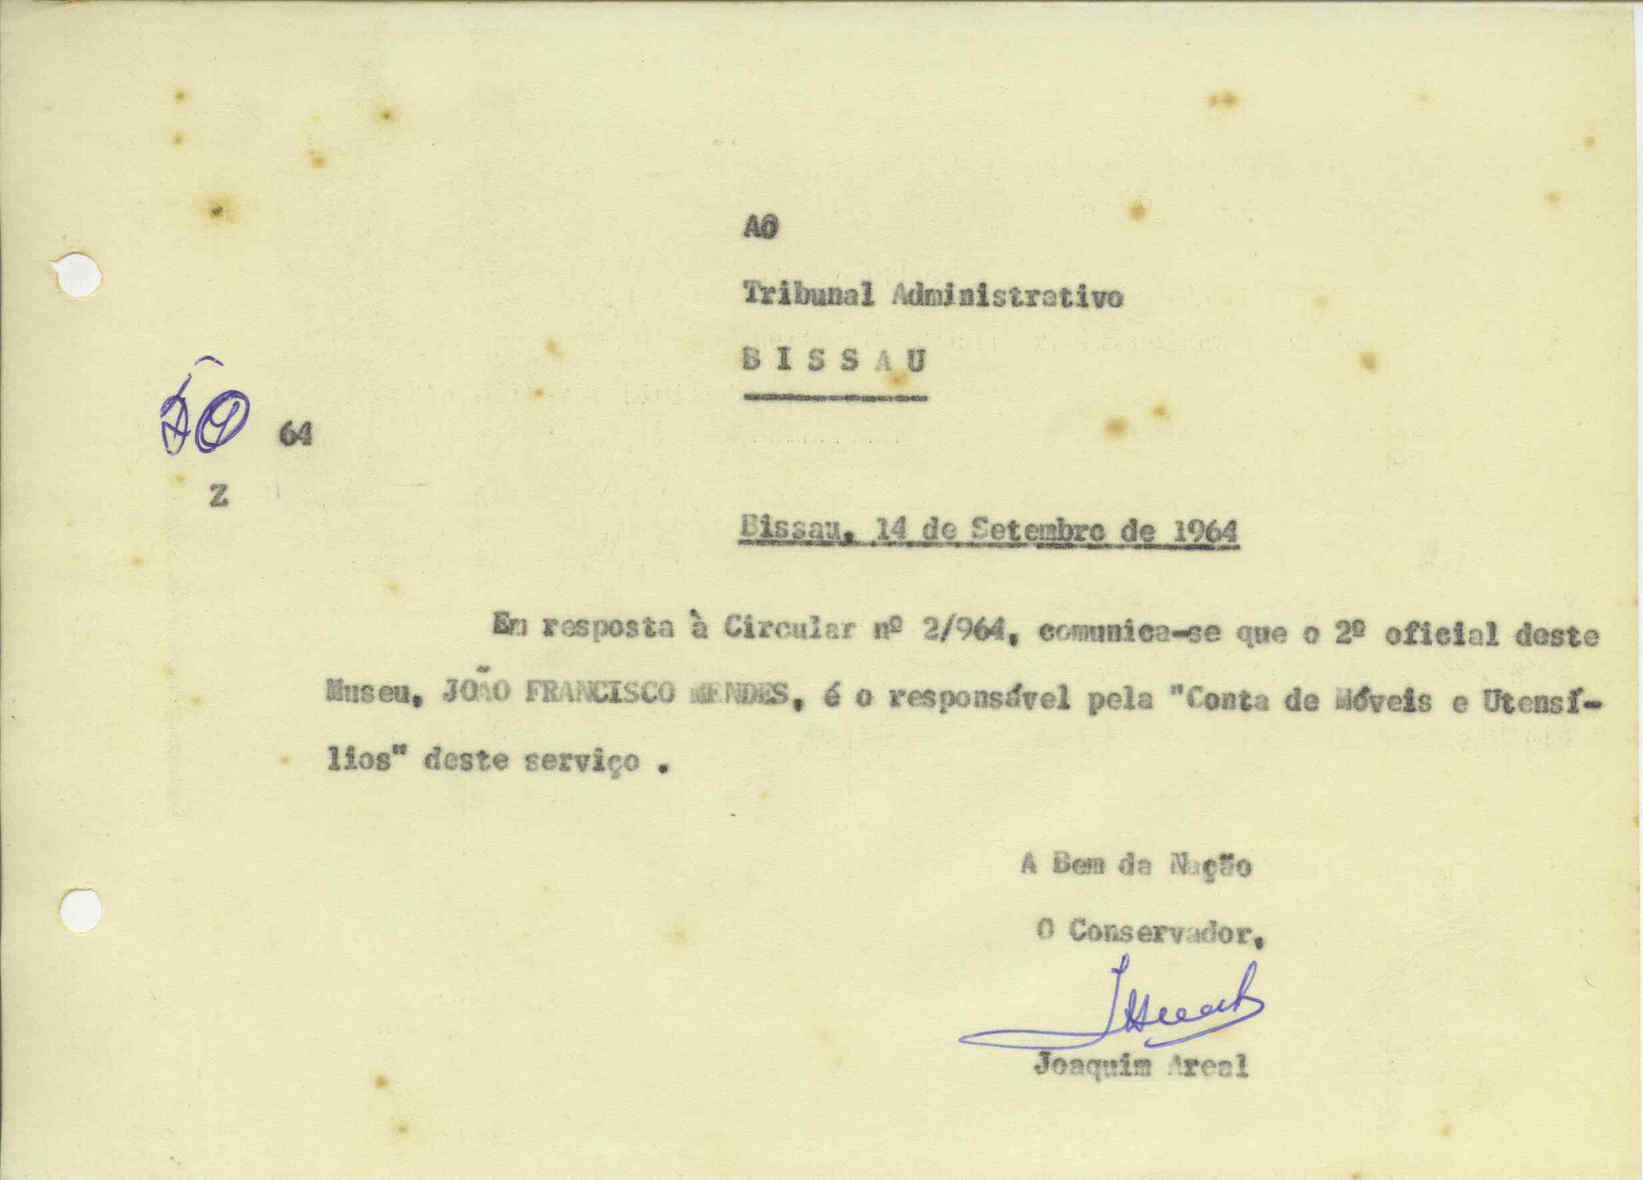 AO
Tribunal Administrativo
B I S S A U
64
Z
Bissau, 14 de Setembro de 1964
Em resposta à Circular nº 2/964, comunica-se que o 2º oficial deste
Museu, JOÃO FRANCISCO MENDES, é o responsável pela "Conta de Móveis e Utensí-
lios" deste serviço .
A Bem da Nação
O Conservador,
Joaquim Areal